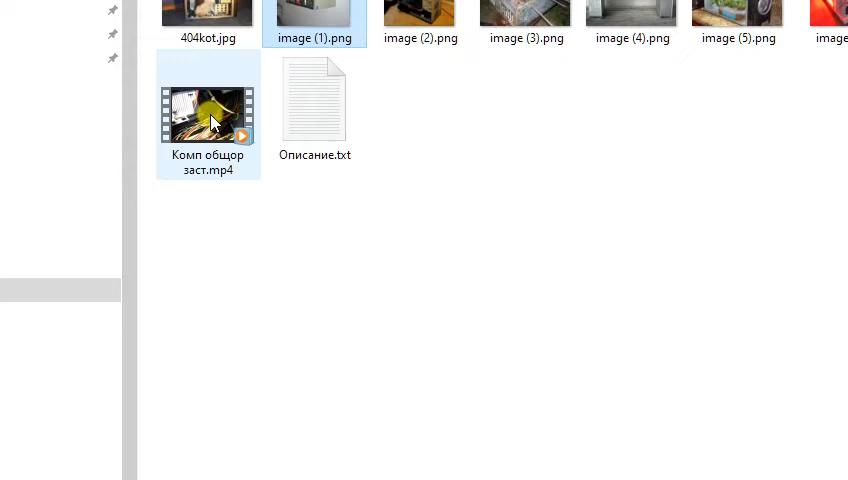 404kot.jpg
image (1).png
image (2).png
image (3).png
image (4).png
image (5).png
image
Комп общор
заст.mp4
Описание.txt